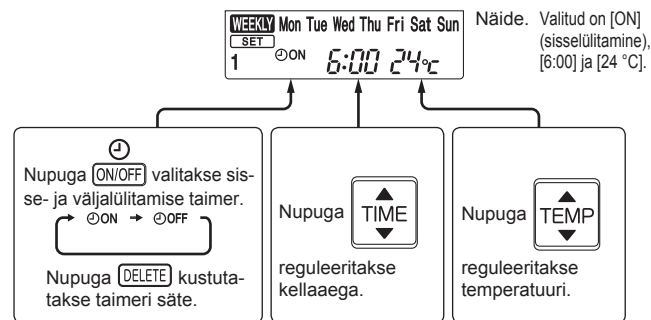 WEEKLY Mon Tue Wed Thu Fri Sat Sun
SET
1 ON 6:00 24°c
Näide. Valitud on [ON]
(sisselülitamine),
[6:00] ja [24 °C].
Nupuga ON/OFF valitakse sis-
se- ja väljalülitamise taimer.
ON → OFF
Nupuga DELETE kustuta-
takse taimeri säte.
Nupuga TIME
reguleeritakse
kellaaega.
Nupuga TEMP
reguleeritakse
temperatuuri.